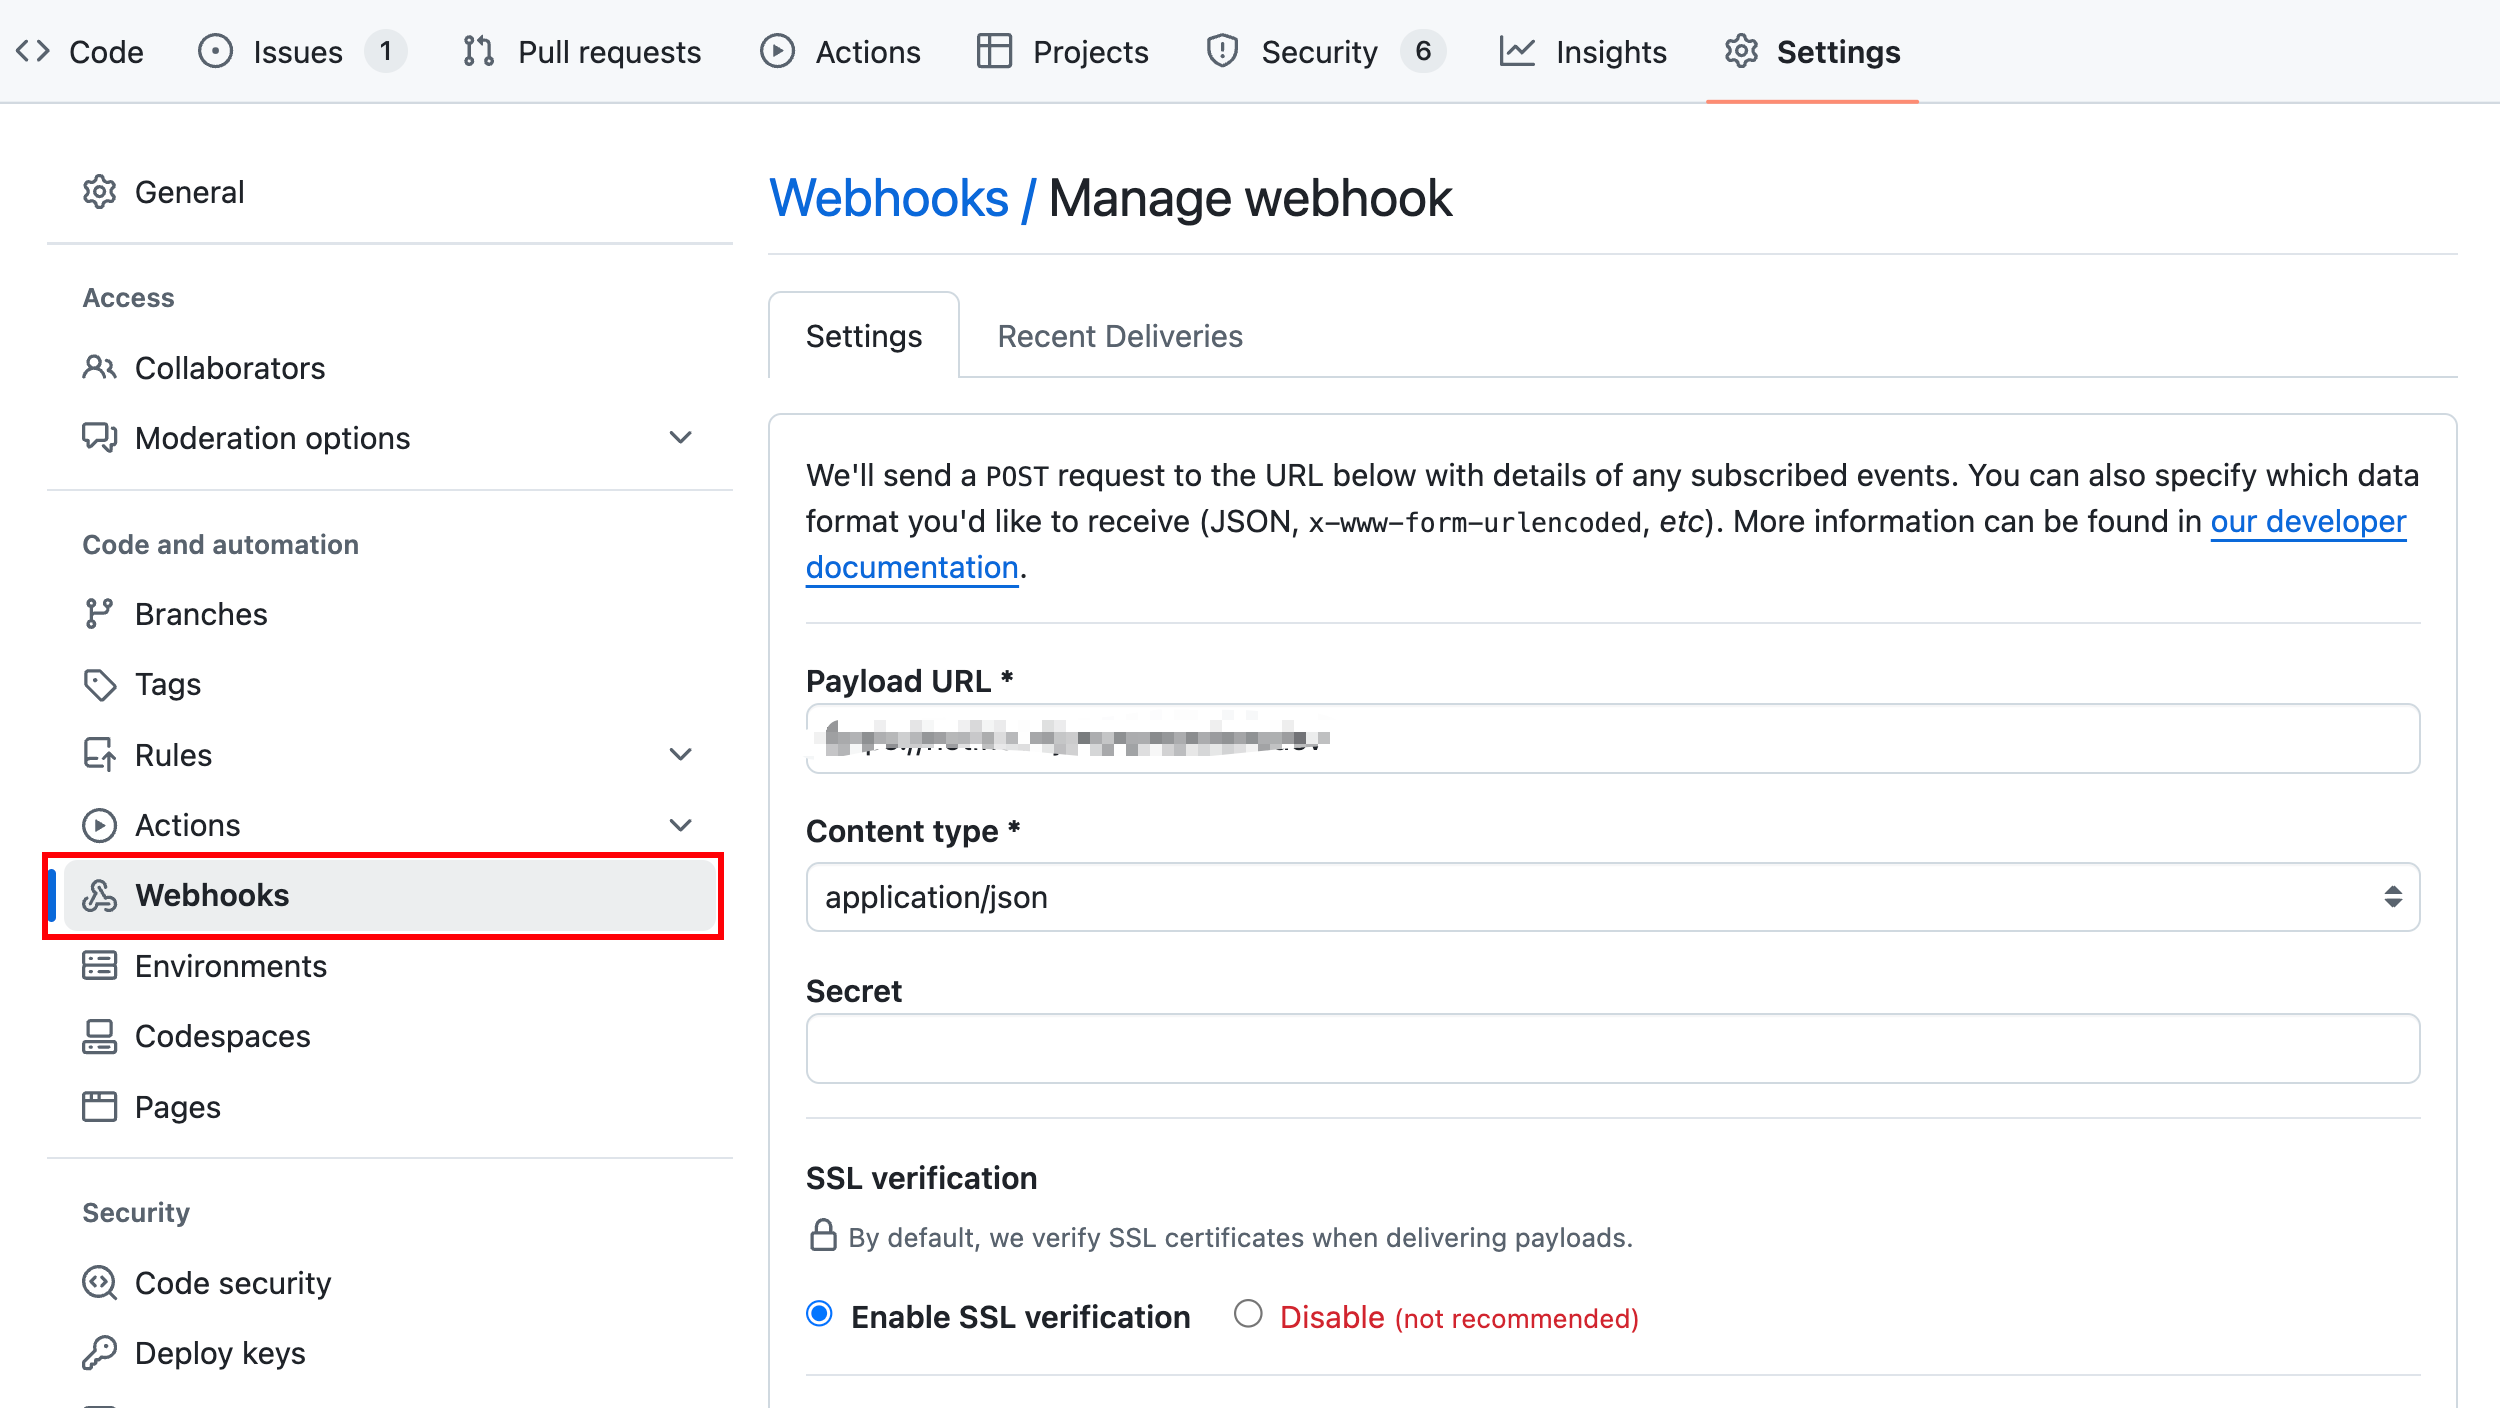 Code Issues 1 Pull requests Actions Projects Security 6 Insights Settings
General
Access
Collaborators
Moderation options
Code and automation
Branches
Tags
Rules
Actions
Webhooks
Environments
Codespaces
Pages
Security
Code security
Deploy keys
Webhooks / Manage webhook
Settings Recent Deliveries
We'll send a POST request to the URL below with details of any subscribed events. You can also specify which data
format you'd like to receive (JSON, x-www-form-urlencoded, etc). More information can be found in our developer
documentation.
Payload URL *
Content type *
application/json
Secret
SSL verification
By default, we verify SSL certificates when delivering payloads.
Enable SSL verification Disable (not recommended)